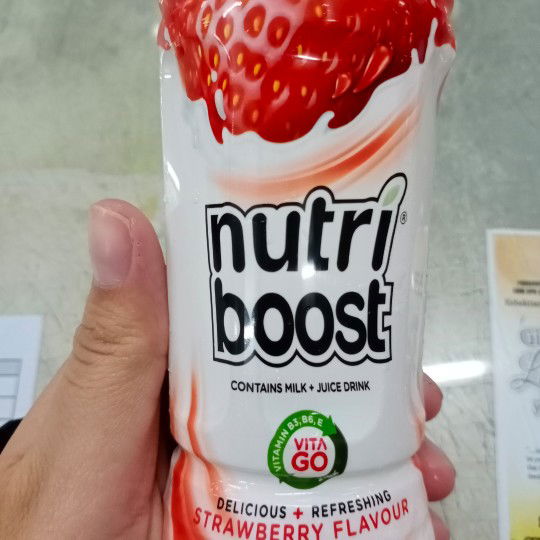 nutri
boost
®
CONTAINS MILK + JUICE DRINK
VITAMIN B3, B6, E
VITA
GO
DELICIOUS + REFRESHING
STRAWBERRY FLAVOUR